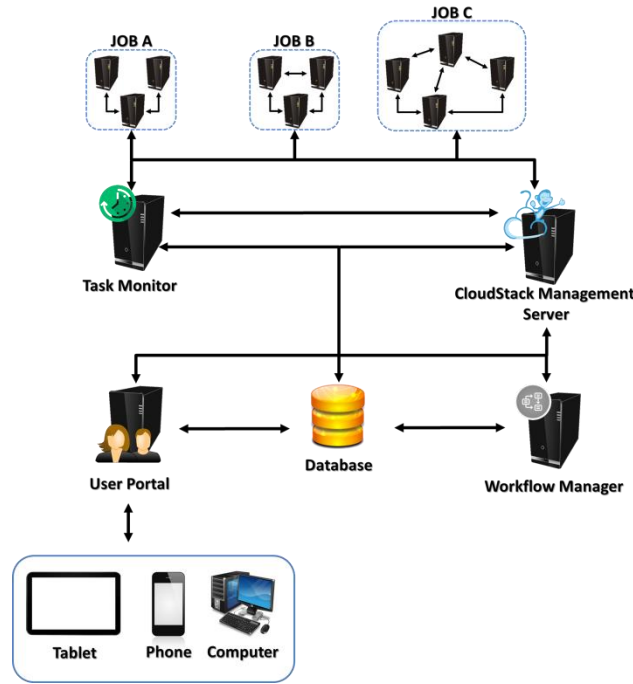 JOB A
JOB B
JOB C
Task Monitor
CloudStack Management
Server
User Portal
Database
Workflow Manager
Tablet
Phone
Computer